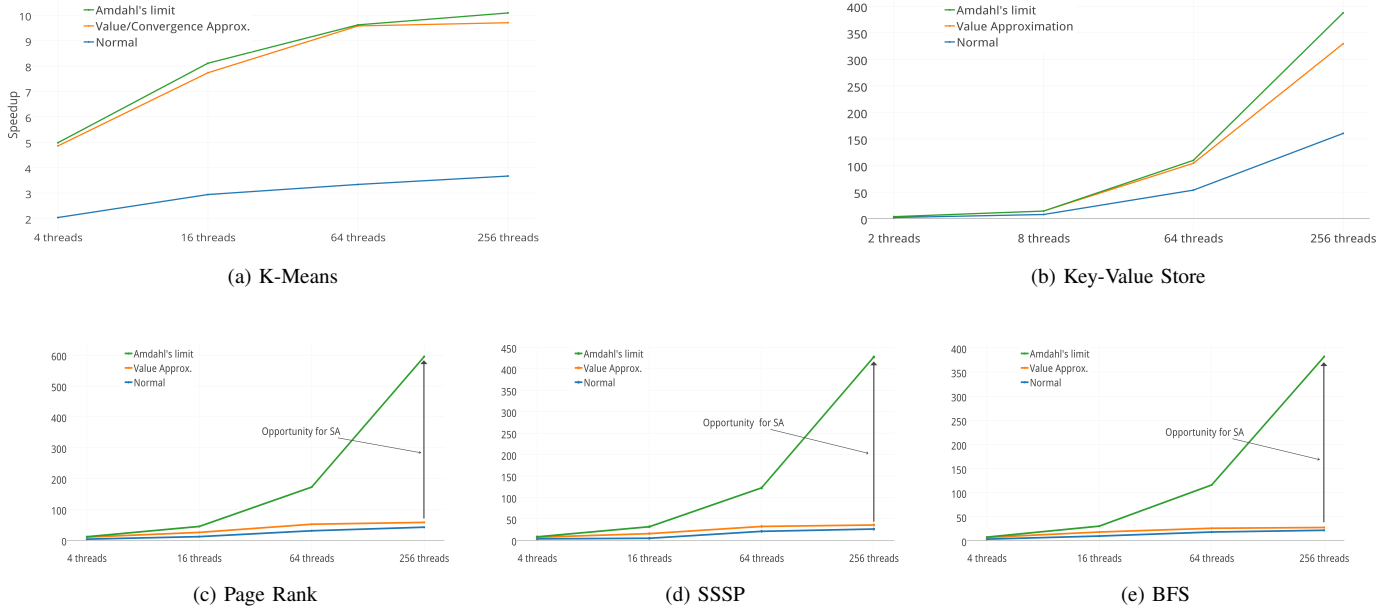 10
9
8
7
6
5
4
3
2
Speedup
Amdahl's limit
Value/Convergence Approx.
Normal
4 threads
16 threads
64 threads
256 threads
(a) K-Means
400
350
300
250
200
150
100
50
0
Amdahl's limit
Value Approximation
Normal
2 threads
8 threads
64 threads
256 threads
(b) Key-Value Store
600
500
400
300
200
100
0
Amdahl's limit
Value Approx.
Normal
Opportunity for SA
4 threads
16 threads
64 threads
256 threads
(c) Page Rank
450
400
350
300
250
200
150
100
50
0
Amdahl's limit
Value Approx.
Normal
Opportunity for SA
4 threads
16 threads
64 threads
256 threads
(d) SSSP
400
350
300
250
200
150
100
50
0
Amdahl's limit
Value Approx.
Normal
Opportunity for SA
4 threads
16 threads
64 threads
256 threads
(e) BFS